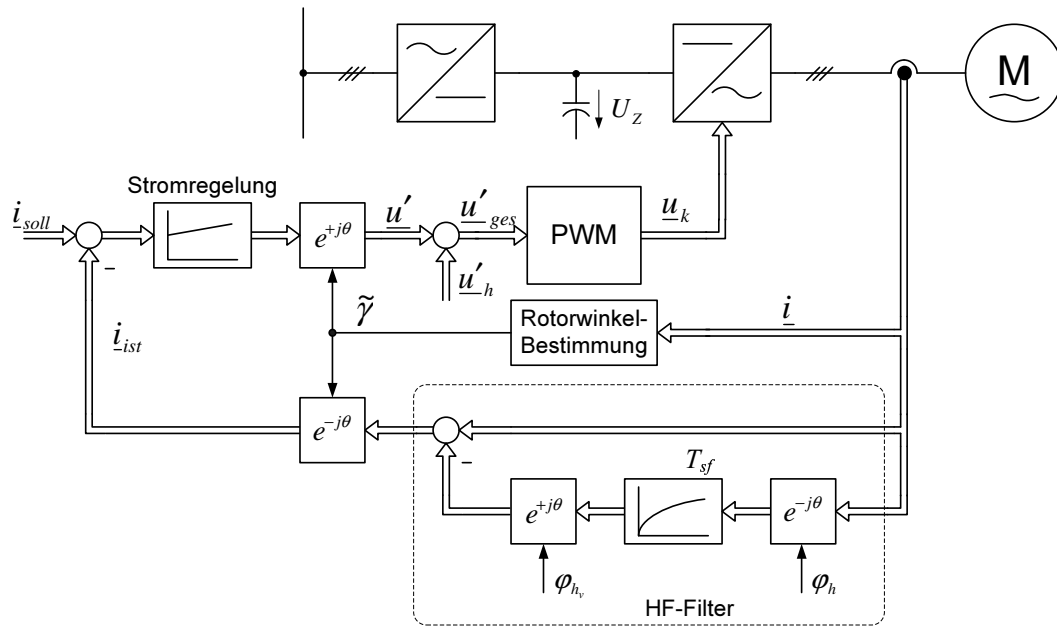 M
U_Z
Stromregelung
i_soll
e^{+jθ}
u'
u'_ges
PWM
u_k
-
u'_h
γ̃
Rotorwinkel-
Bestimmung
i
i_ist
e^{-jθ}
-
T_sf
e^{+jθ}
e^{-jθ}
φ_{h_v}
φ_h
HF-Filter